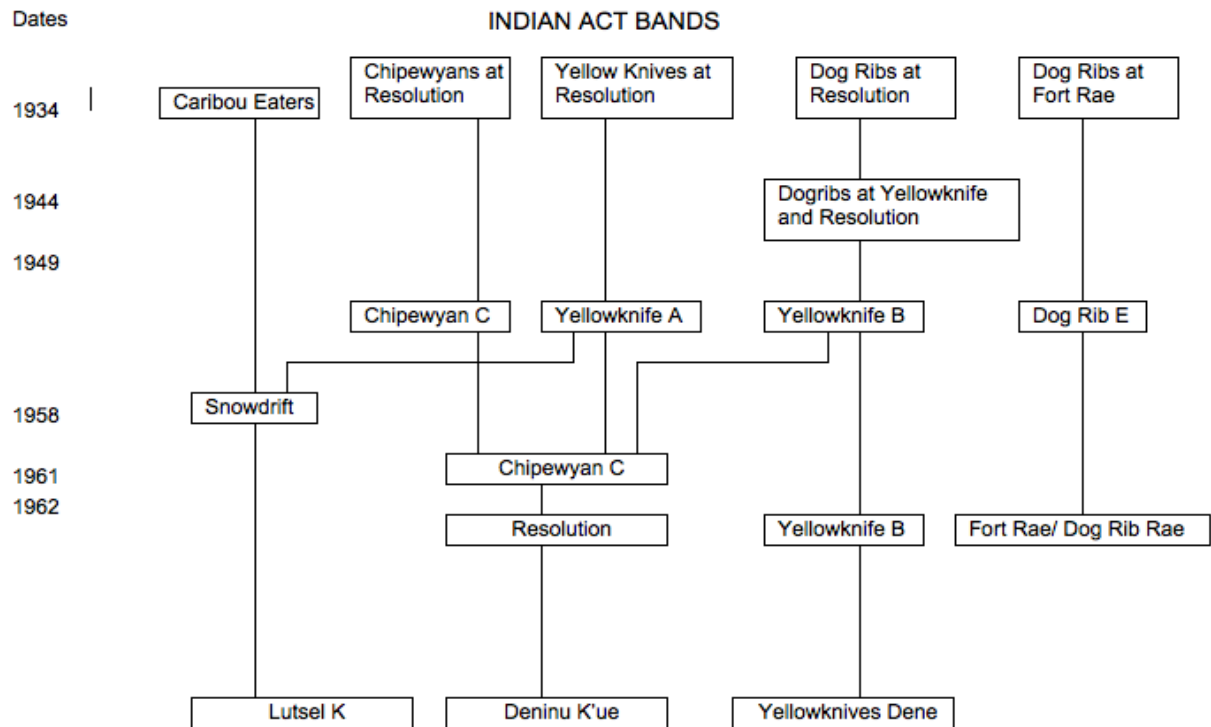 Dates
INDIAN ACT BANDS
Chipewyans at
Resolution
Yellow Knives at
Resolution
Dog Ribs at
Resolution
Dog Ribs at
Fort Rae
1934
Caribou Eaters
1944
Dogribs at Yellowknife
and Resolution
1949
Chipewyan C
Yellowknife A
Yellowknife B
Dog Rib E
1958
Snowdrift
1961
Chipewyan C
1962
Resolution
Yellowknife B
Fort Rae/ Dog Rib Rae
Lutsel K
Deninu K'ue
Yellowknives Dene